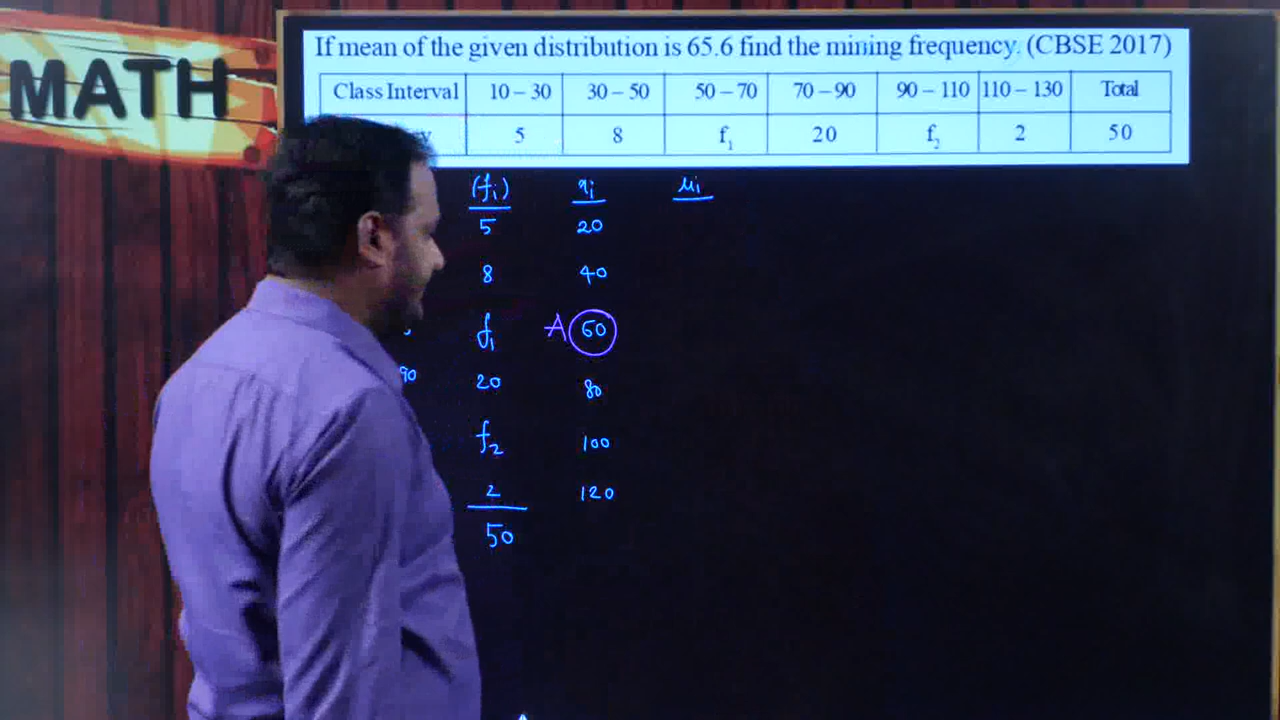 MATH
If mean of the given distribution is 65.6 find the mining frequency. (CBSE 2017)
Class Interval 10 – 30 30 – 50 50 – 70 70 – 90 90 – 110 110 – 130 Total
5 8 f₁ 20 f₂ 2 50
(fi) xi ui
5 20
8 40
f₁ A 60
90 20 80
f₂ 100
2 120
50